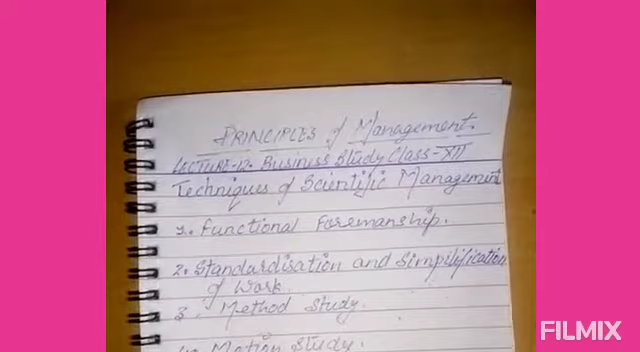 PRINCIPLES of Management.
LECTURE-12. Business Study Class-XII
Techniques of Scientific Management
1. Functional Foremanship.
2. Standardisation and Simplification
of Work.
3. Method Study.
4. Motion Study.
FILMIX